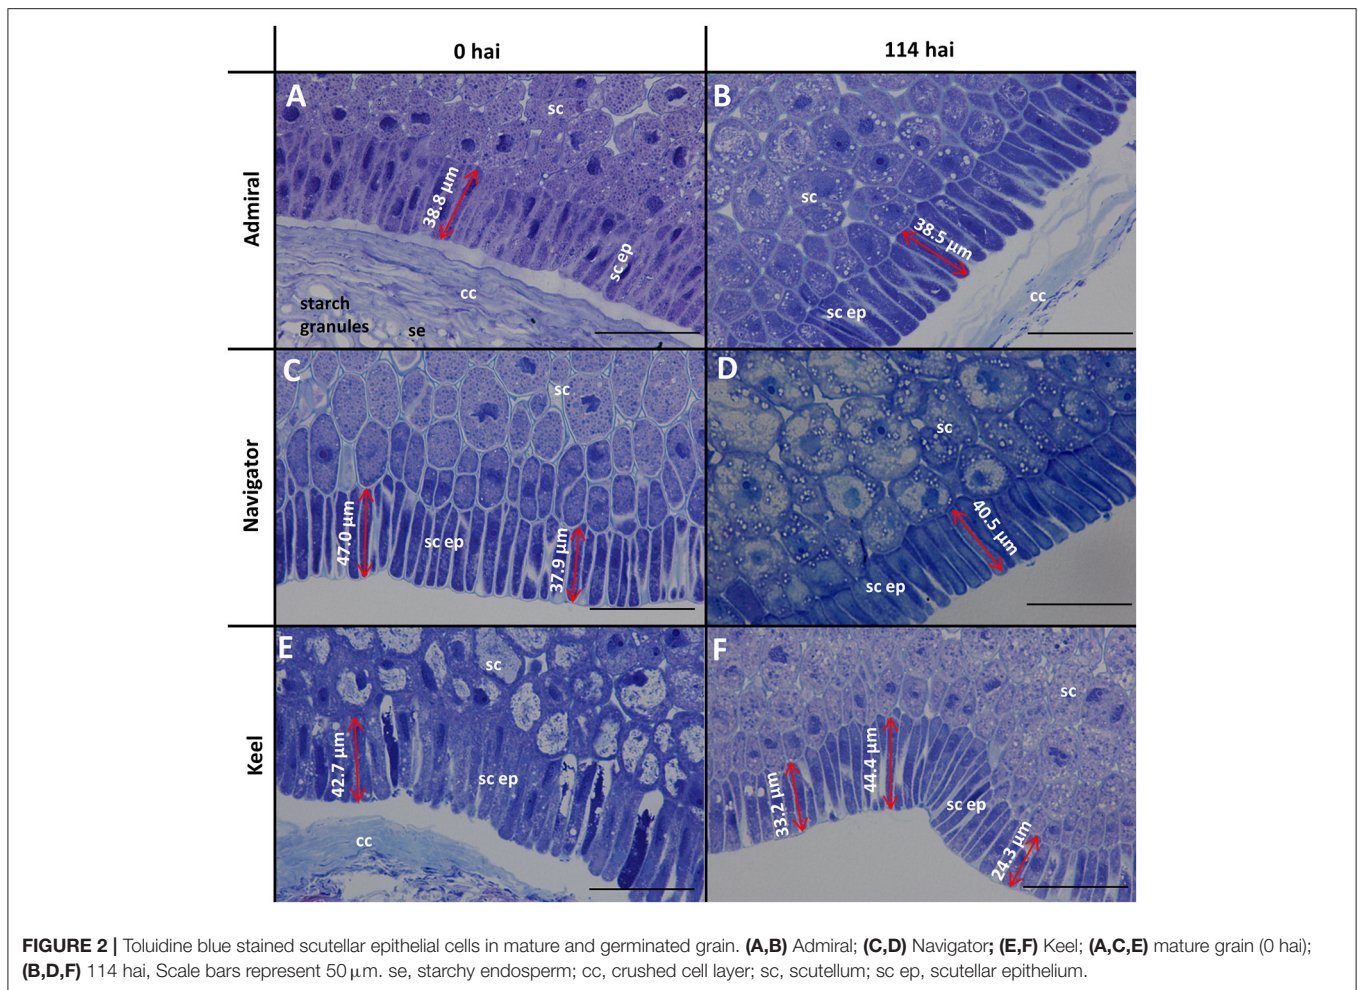 0 hai
114 hai
Admiral
A
sc
38.8 µm
sc ep
cc
starch
granules
se
B
sc
38.5 µm
sc ep
cc
Navigator
C
sc
47.0 µm
sc ep
37.9 µm
D
sc
40.5 µm
sc ep
Keel
E
sc
42.7 µm
sc ep
cc
F
sc
33.2 µm
44.4 µm
sc ep
24.3 µm
FIGURE 2 | Toluidine blue stained scutellar epithelial cells in mature and germinated grain. (A,B) Admiral; (C,D) Navigator; (E,F) Keel; (A,C,E) mature grain (0 hai);
(B,D,F) 114 hai, Scale bars represent 50 µm. se, starchy endosperm; cc, crushed cell layer; sc, scutellum; sc ep, scutellar epithelium.